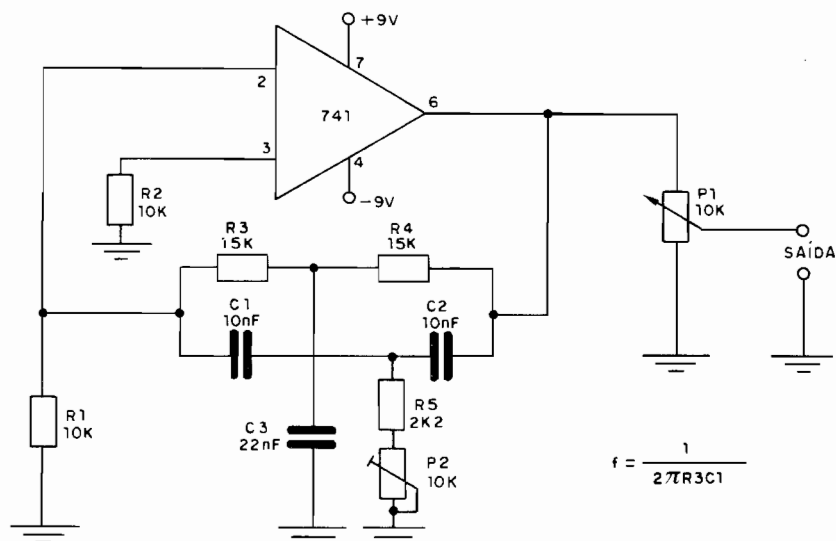 +9V
7
2
741
6
3
4
-9V
R2
10K
P1
10K
SAÍDA
R3
15K
R4
15K
C1
10nF
C2
10nF
R1
10K
C3
22nF
R5
2K2
P2
10K
f = 1
2πR3C1